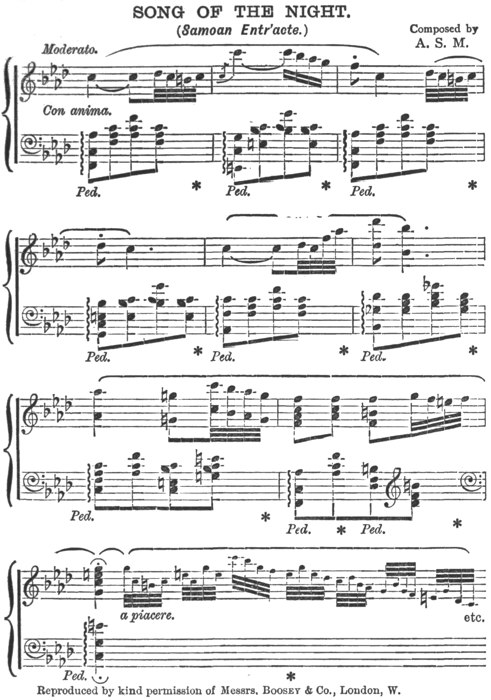 SONG OF THE NIGHT.
(Samoan Entr'acte.)
Composed by
A. S. M.
Moderato.
Con anima.
Ped. * Ped. * Ped. *
Ped. * Ped. * Ped. *
Ped. * Ped. * Ped. *
a piacere.
etc.
Ped. *
Reproduced by kind permission of Messrs. BOOSEY & CO., London, W.